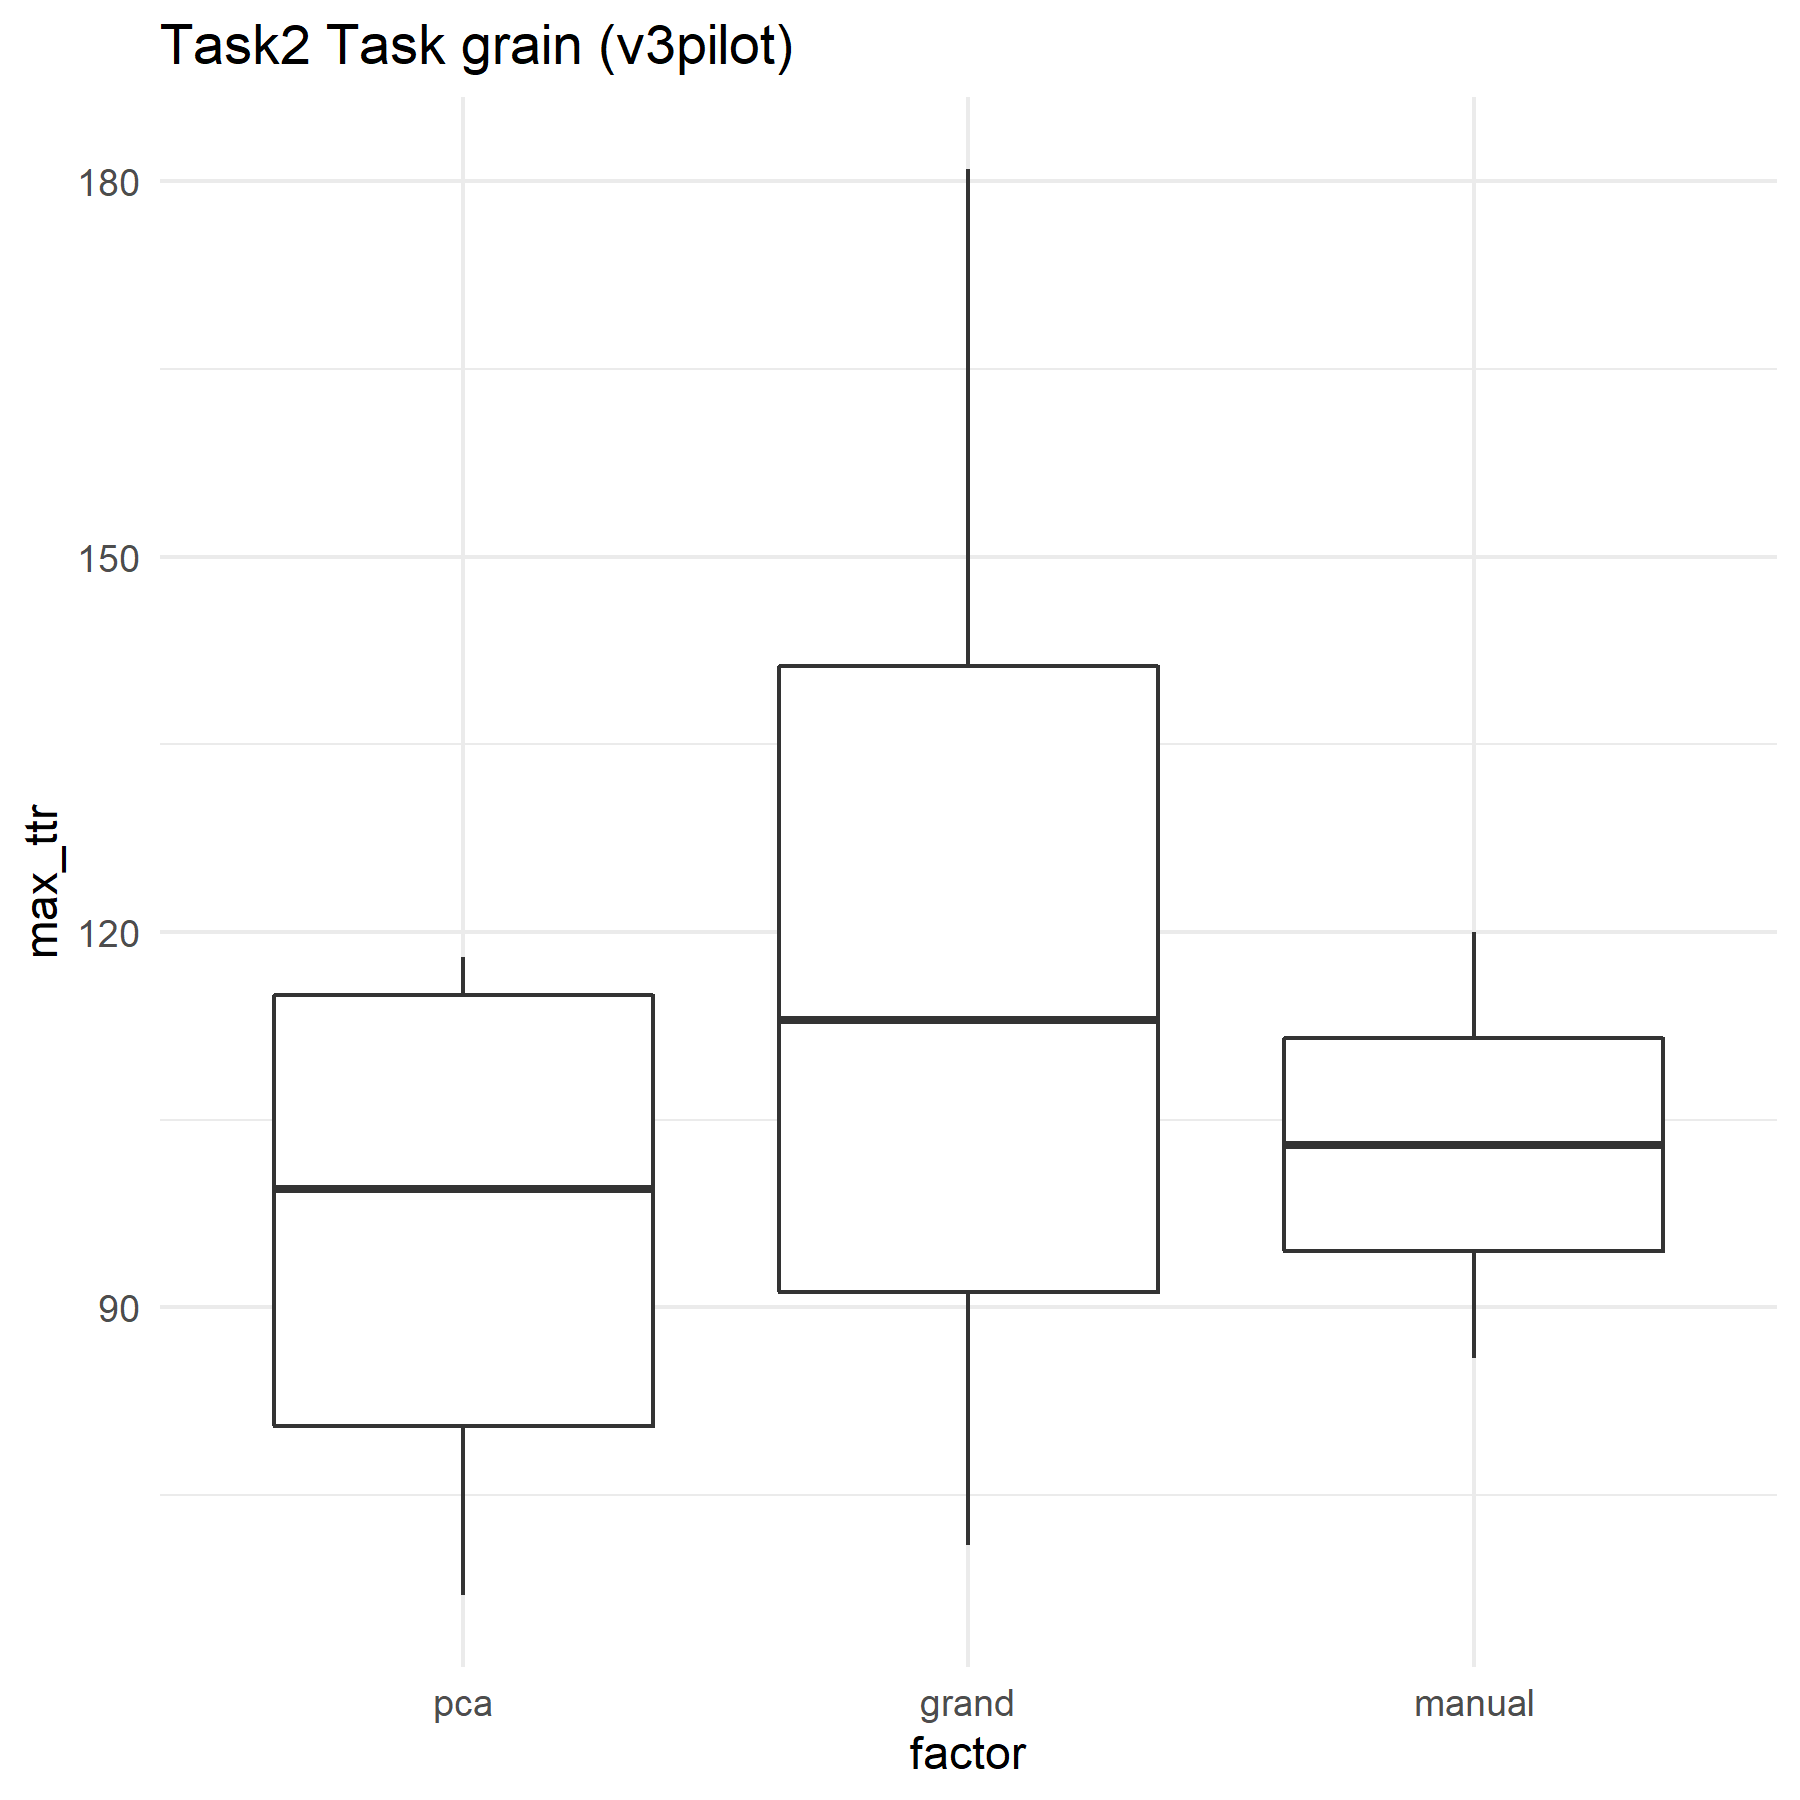 Task2 Task grain (v3pilot)
max_ttr
180
150
120
90
pca
grand
manual
factor